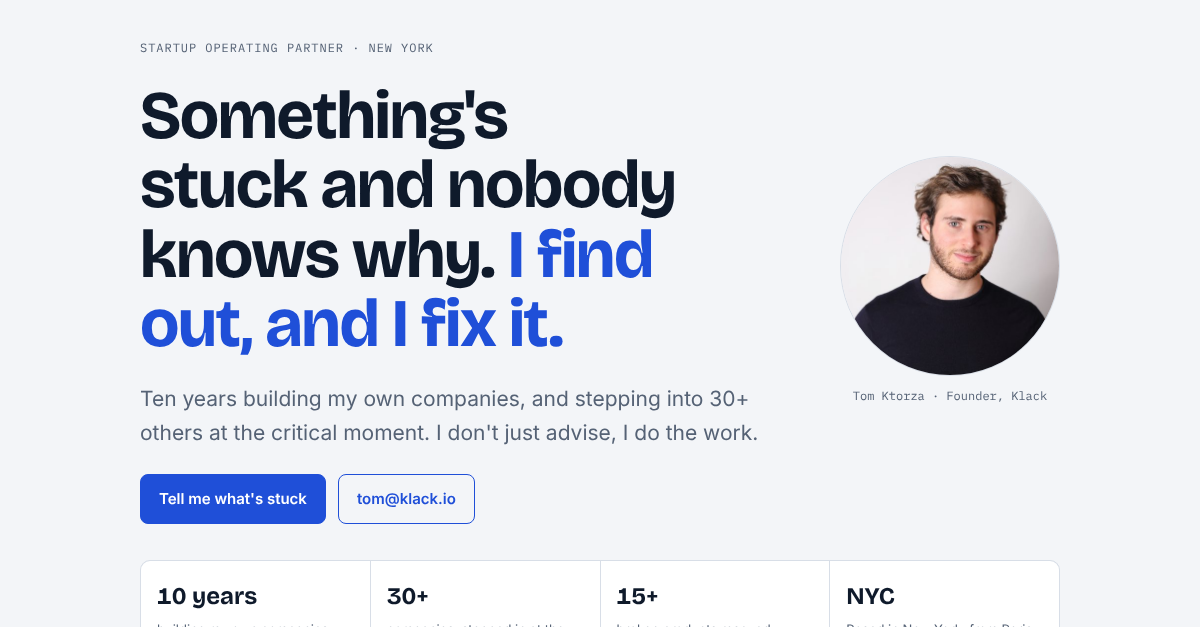 STARTUP OPERATING PARTNER · NEW YORK
Something's
stuck and nobody
knows why. I find
out, and I fix it.
Ten years building my own companies, and stepping into 30+
others at the critical moment. I don't just advise, I do the work.
Tell me what's stuck
tom@klack.io
Tom Ktorza · Founder, Klack
10 years
30+
15+
NYC